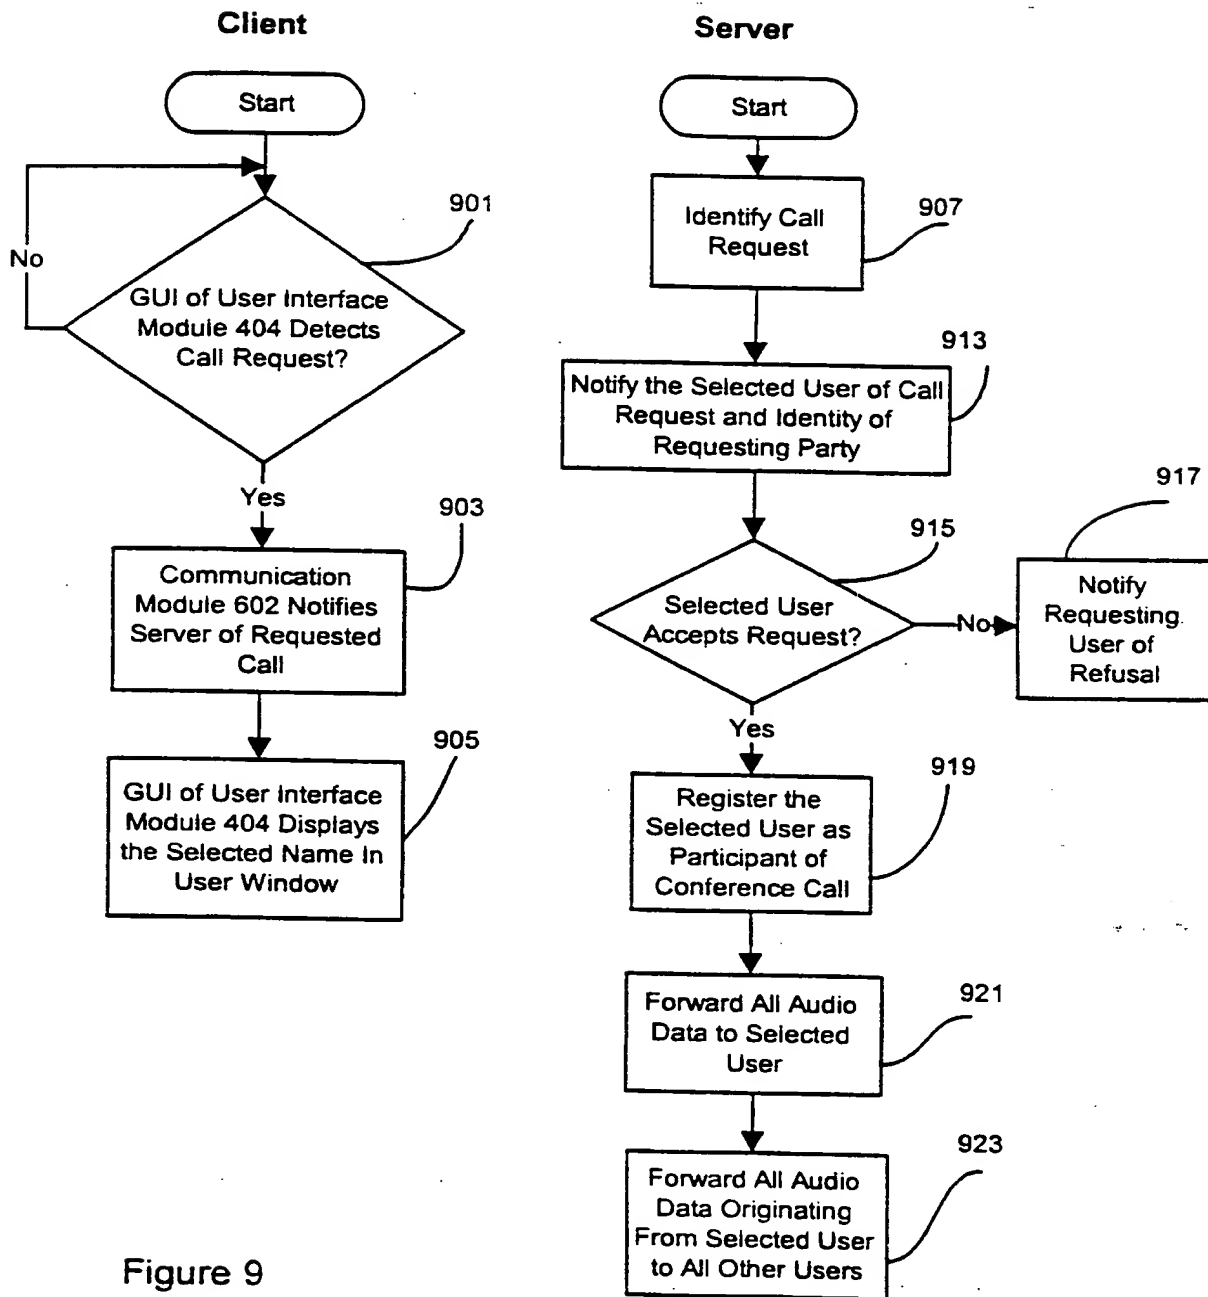 Client
Start
901
No
GUI of User Interface
Module 404 Detects
Call Request?
Yes
903
Communication
Module 602 Notifies
Server of Requested
Call
905
GUI of User Interface
Module 404 Displays
the Selected Name In
User Window
Server
Start
907
Identify Call
Request
913
Notify the Selected User of Call
Request and Identity of
Requesting Party
915
Selected User
Accepts Request?
No
917
Notify
Requesting
User of
Refusal
Yes
919
Register the
Selected User as
Participant of
Conference Call
921
Forward All Audio
Data to Selected
User
923
Forward All Audio
Data Originating
From Selected User
to All Other Users
Figure 9